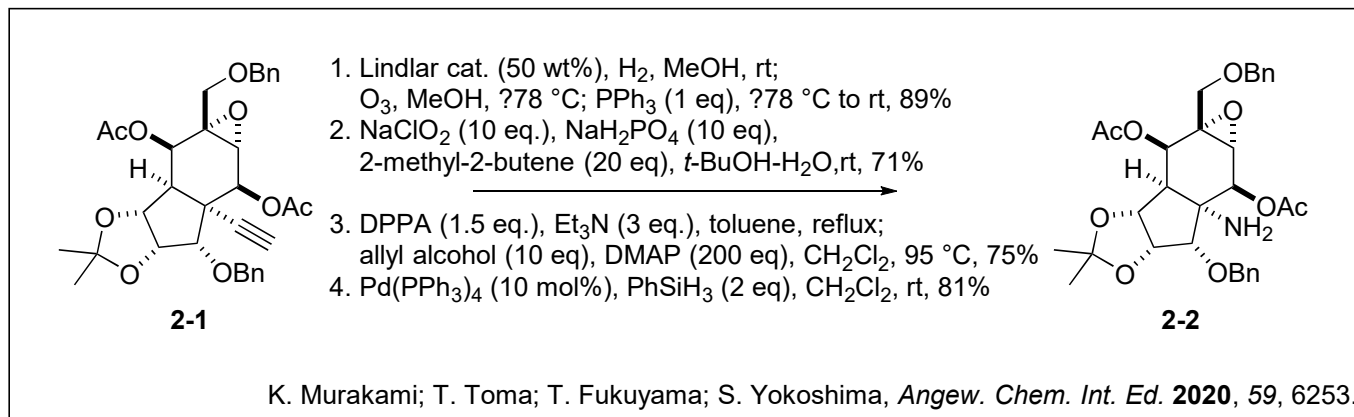 OBn
O
AcO
H
OAc
O
O
OBn
2-1
1. Lindlar cat. (50 wt%), H2, MeOH, rt;
O3, MeOH, ?78 °C; PPh3 (1 eq), ?78 °C to rt, 89%
2. NaClO2 (10 eq.), NaH2PO4 (10 eq),
2-methyl-2-butene (20 eq), t-BuOH-H2O,rt, 71%
3. DPPA (1.5 eq.), Et3N (3 eq.), toluene, reflux;
allyl alcohol (10 eq), DMAP (200 eq), CH2Cl2, 95 °C, 75%
4. Pd(PPh3)4 (10 mol%), PhSiH3 (2 eq), CH2Cl2, rt, 81%
OBn
O
AcO
H
OAc
O
NH2
O
OBn
2-2
K. Murakami; T. Toma; T. Fukuyama; S. Yokoshima, Angew. Chem. Int. Ed. 2020, 59, 6253.